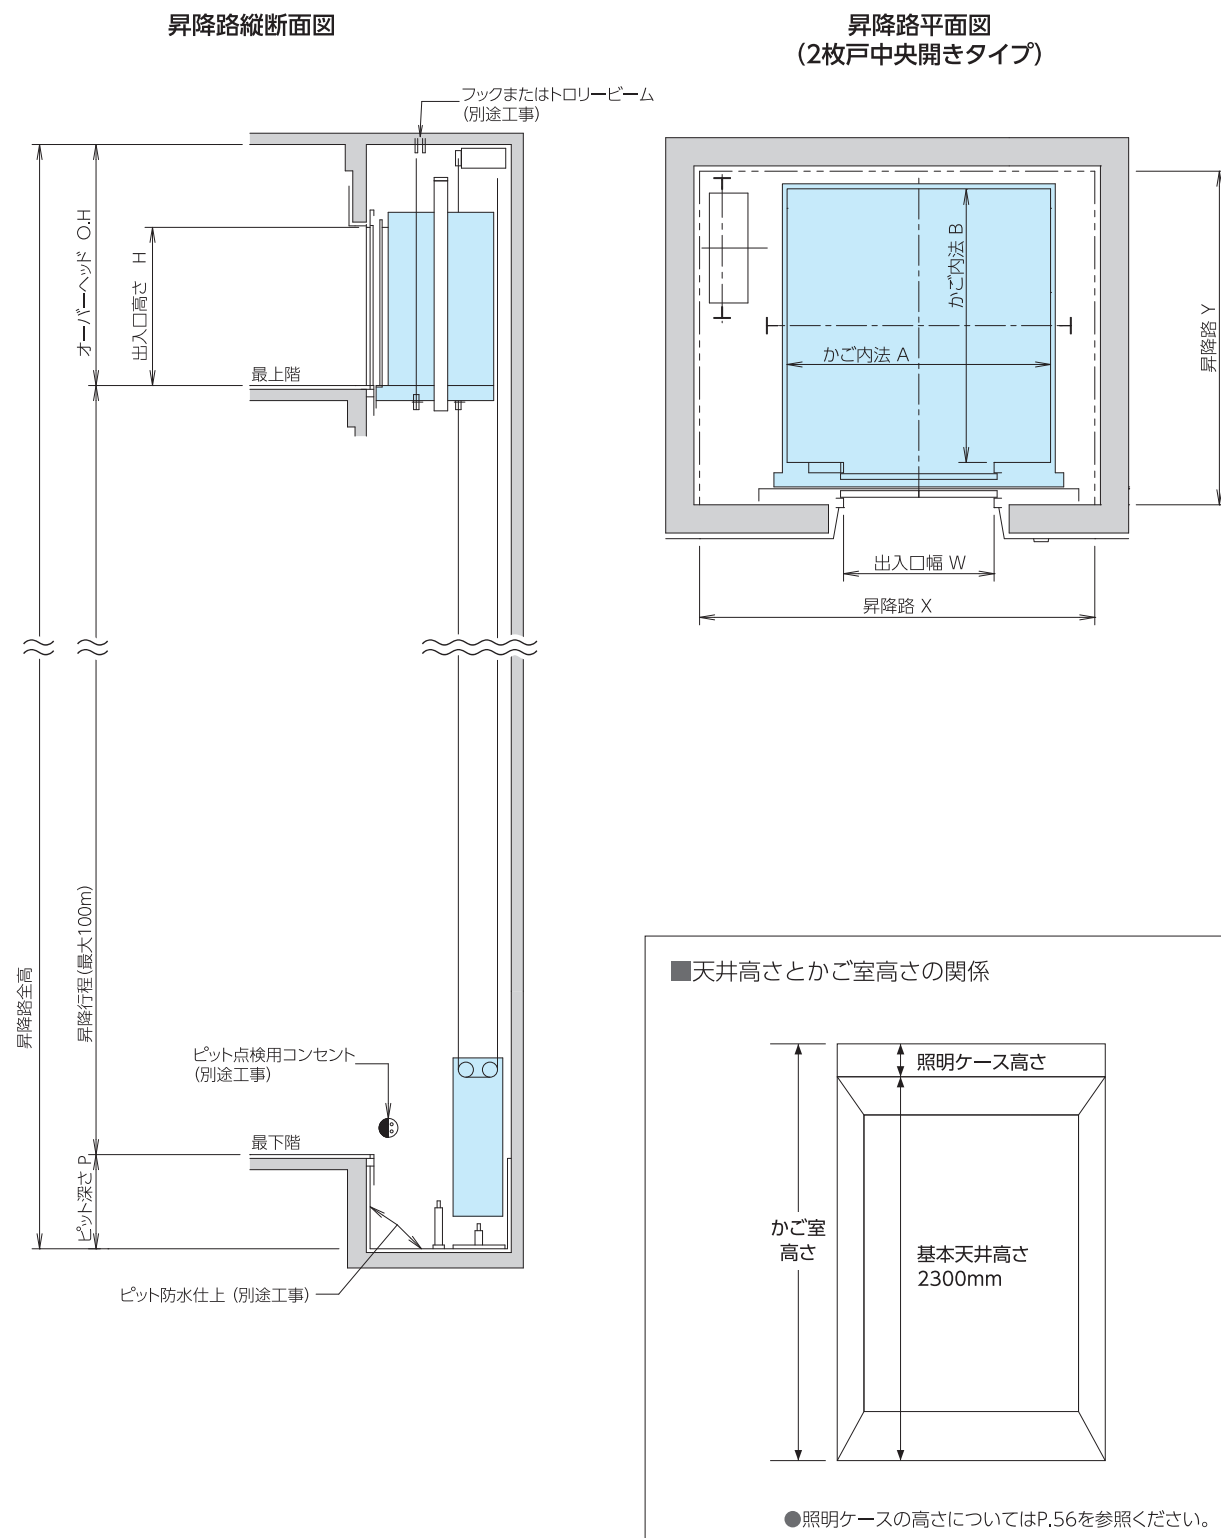 昇降路縦断面図
フックまたはトロリービーム
(別途工事)
オーバーヘッド O.H
出入口高さ H
最上階
昇降路全高
昇降行程(最大100m)
ピット点検用コンセント
(別途工事)
最下階
ピット深さ P
ピット防水仕上(別途工事)
昇降路平面図
(2枚戸中央開きタイプ)
かご内法 B
かご内法 A
昇降路 Y
出入口幅 W
昇降路 X
■天井高さとかご室高さの関係
照明ケース高さ
かご室
高さ
基本天井高さ
2300mm
●照明ケースの高さについてはP.56を参照ください。